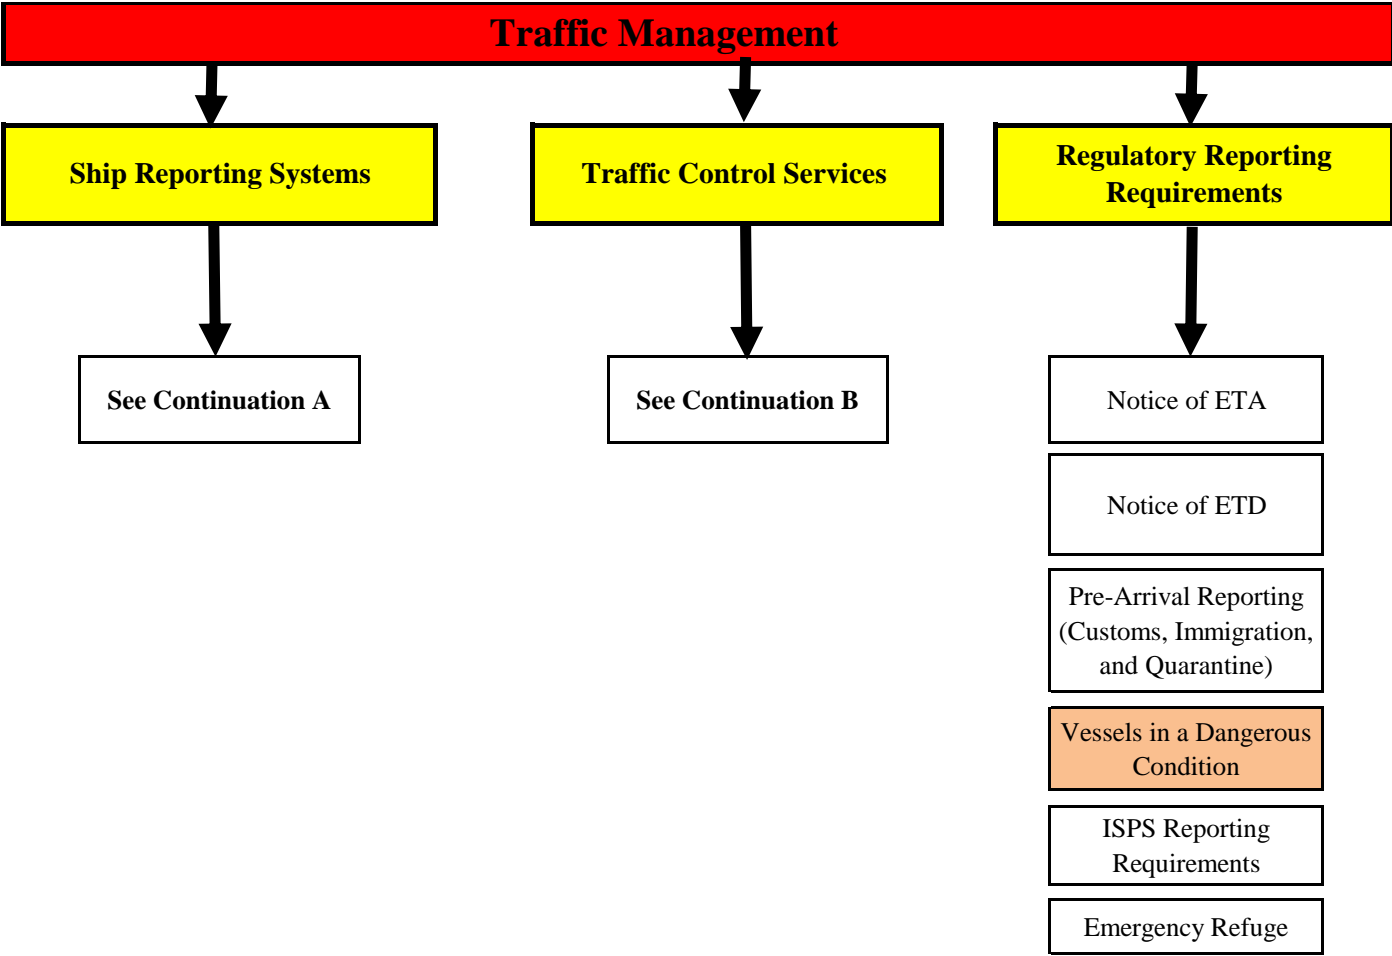 Traffic Management
Ship Reporting Systems
Traffic Control Services
Regulatory Reporting
Requirements
See Continuation A
See Continuation B
Notice of ETA
Notice of ETD
Pre-Arrival Reporting
(Customs, Immigration,
and Quarantine)
Vessels in a Dangerous
Condition
ISPS Reporting
Requirements
Emergency Refuge